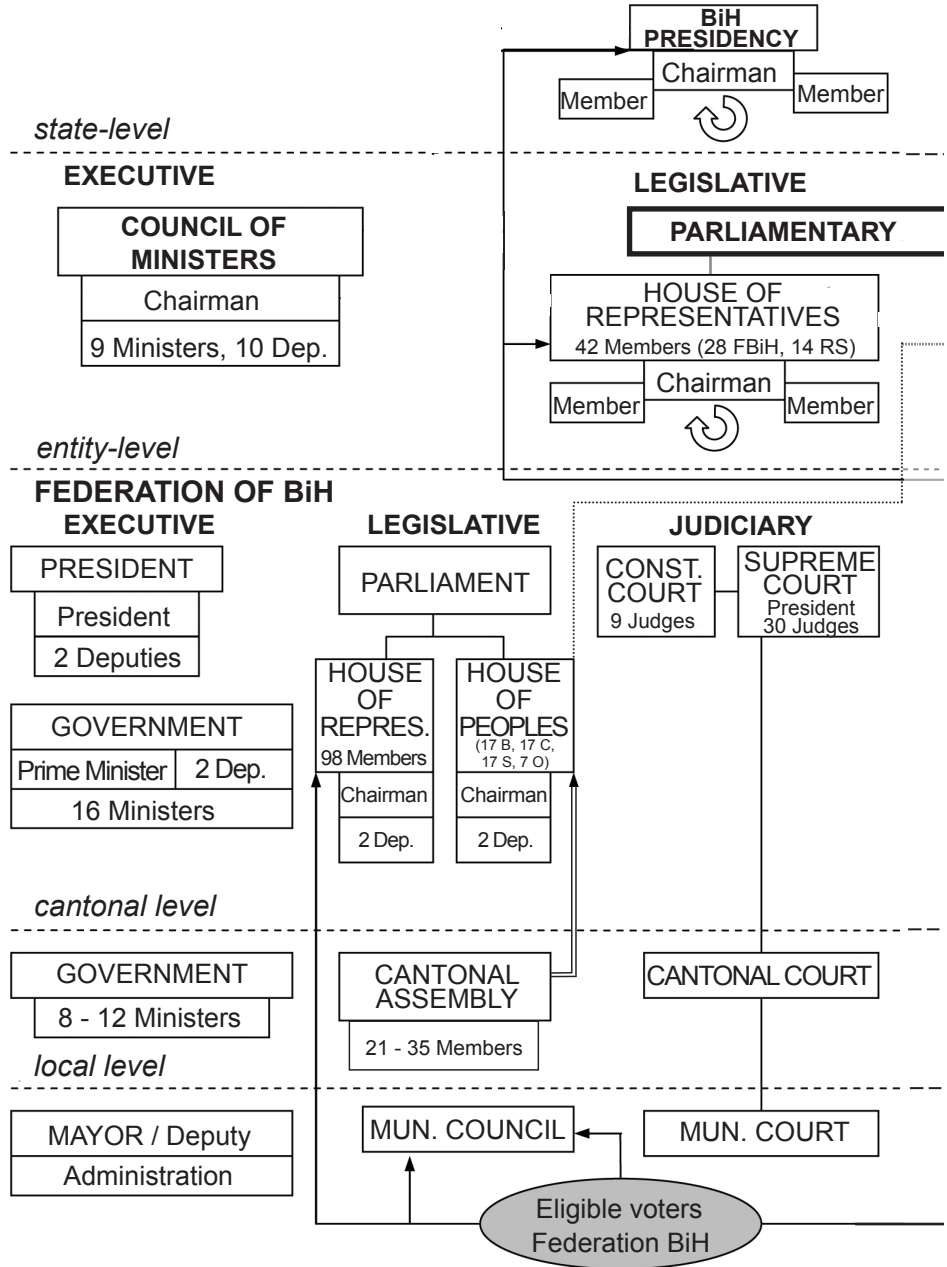 BiH
PRESIDENCY
Chairman
Member
Member
state-level
EXECUTIVE
LEGISLATIVE
COUNCIL OF
MINISTERS
Chairman
9 Ministers, 10 Dep.
PARLIAMENTARY
HOUSE OF
REPRESENTATIVES
42 Members (28 FBiH, 14 RS)
Chairman
Member
Member
entity-level
FEDERATION OF BiH
EXECUTIVE
LEGISLATIVE
JUDICIARY
PRESIDENT
President
2 Deputies
GOVERNMENT
Prime Minister
2 Dep.
16 Ministers
PARLIAMENT
HOUSE
OF
REPRES.
98 Members
Chairman
2 Dep.
HOUSE
OF
PEOPLES
(17 B, 17 C,
17 S, 7 O)
Chairman
2 Dep.
CONST.
COURT
9 Judges
SUPREME
COURT
President
30 Judges
cantonal level
GOVERNMENT
8 - 12 Ministers
CANTONAL
ASSEMBLY
21 - 35 Members
CANTONAL COURT
local level
MAYOR / Deputy
Administration
MUN. COUNCIL
MUN. COURT
Eligible voters
Federation BiH